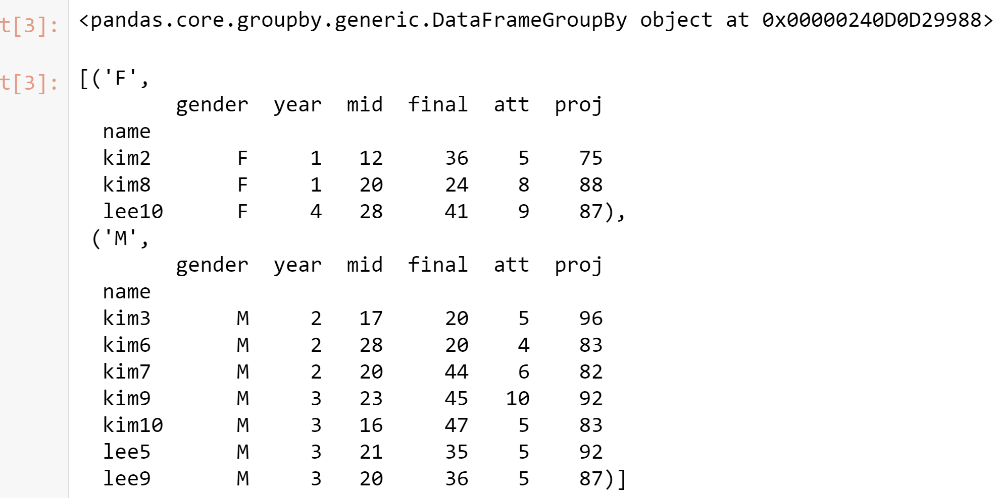 t[3]: <pandas.core.groupby.generic.DataFrameGroupBy object at 0x00000240D0D29988>
t[3]: [('F',
        gender  year  mid  final  att  proj
  name
  kim2       F     1   12     36    5    75
  kim8       F     1   20     24    8    88
  lee10      F     4   28     41    9    87),
 ('M',
        gender  year  mid  final  att  proj
  name
  kim3       M     2   17     20    5    96
  kim6       M     2   28     20    4    83
  kim7       M     2   20     44    6    82
  kim9       M     3   23     45   10    92
  kim10      M     3   16     47    5    83
  lee5       M     3   21     35    5    92
  lee9       M     3   20     36    5    87)]